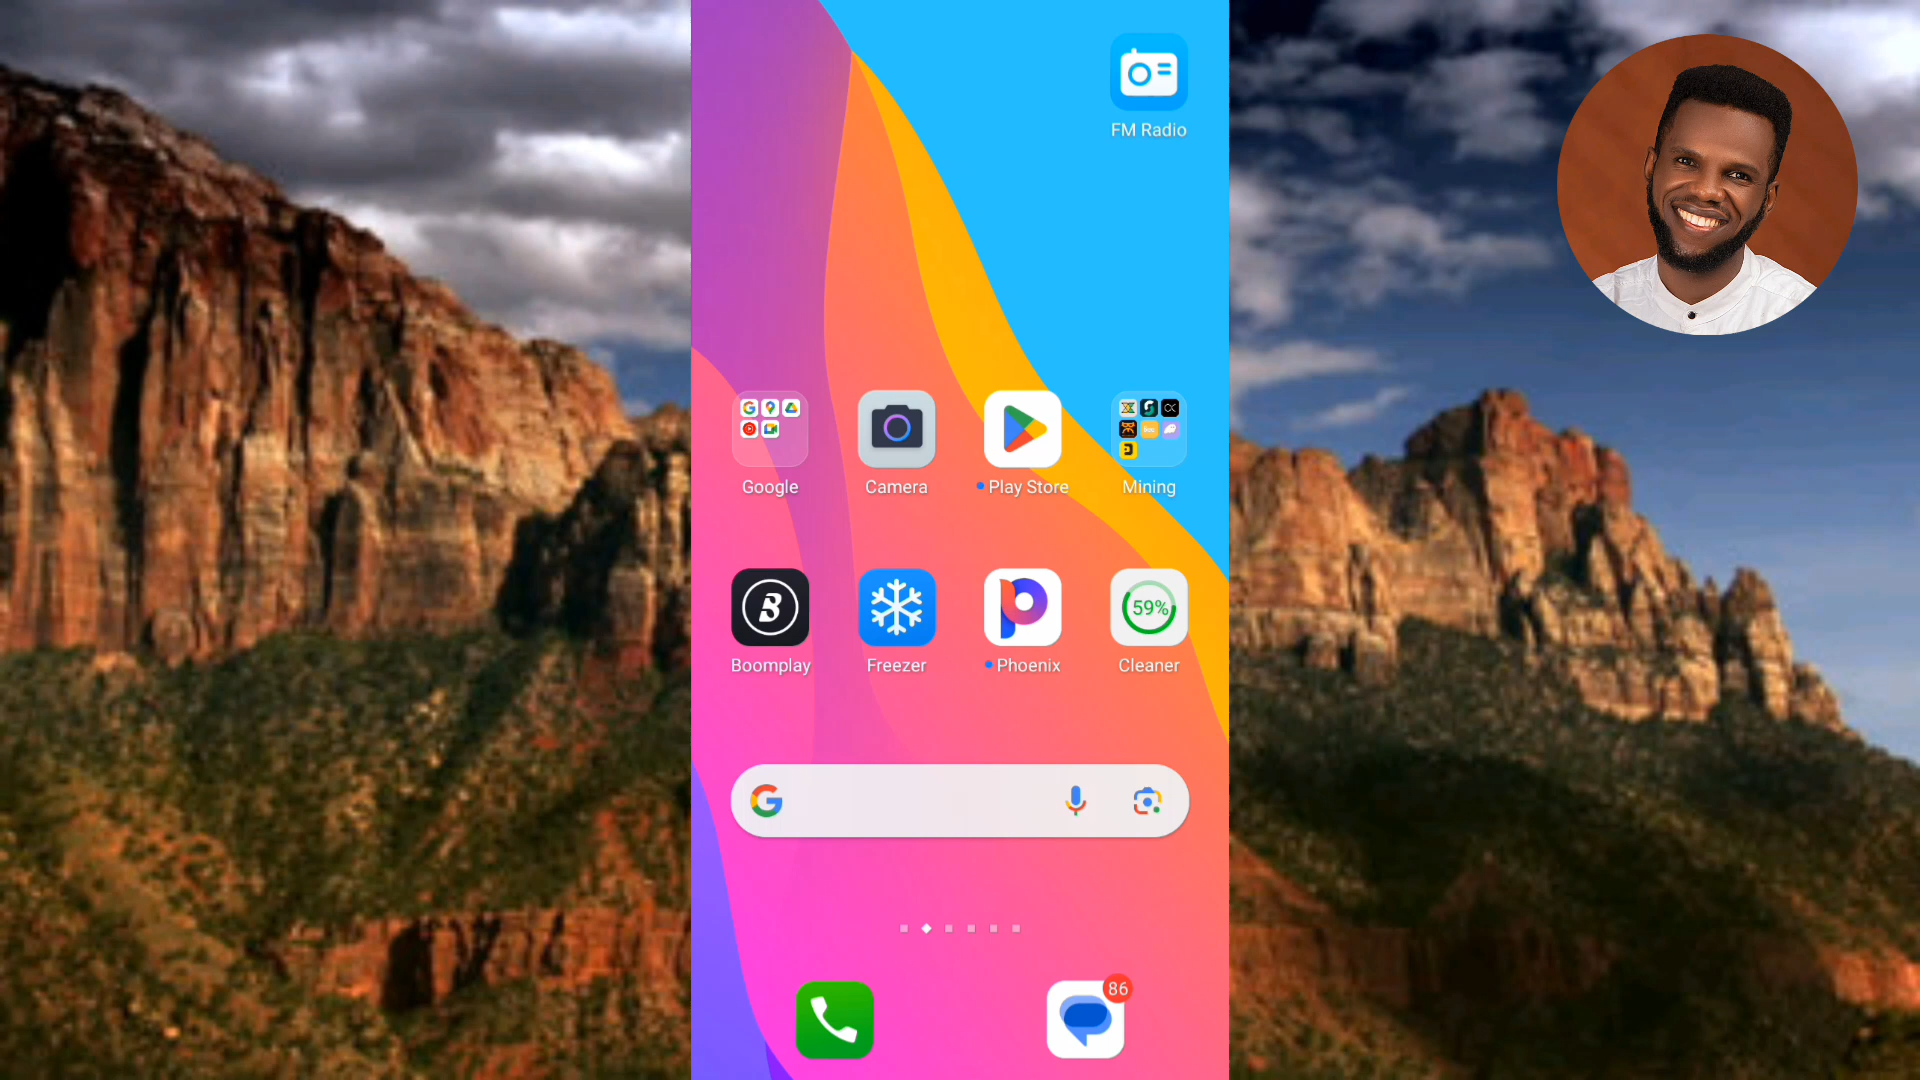 FM Radio
Google
Camera
Play Store
Mining
Boomplay
Freezer
Phoenix
59%
Cleaner
86